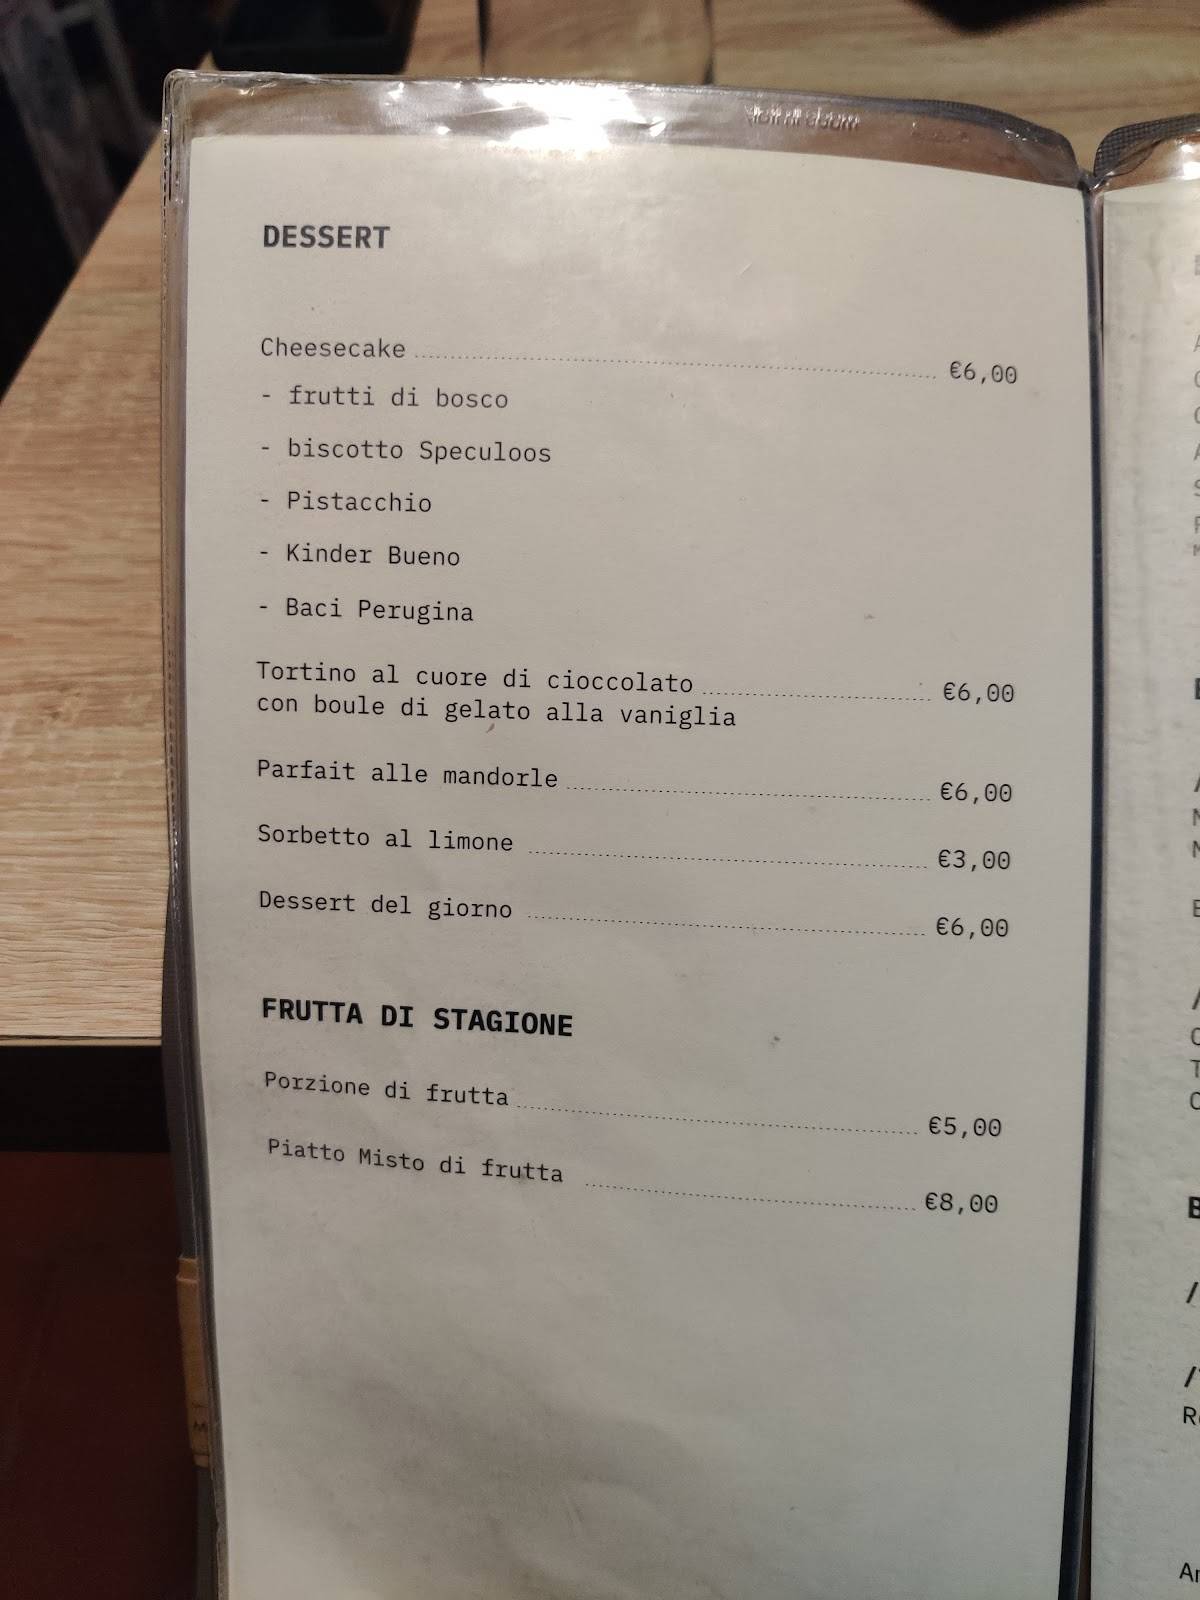 DESSERT
Cheesecake €6,00
- frutti di bosco
- biscotto Speculoos
- Pistacchio
- Kinder Bueno
- Baci Perugina
Tortino al cuore di cioccolato €6,00
con boule di gelato alla vaniglia
Parfait alle mandorle €6,00
Sorbetto al limone €3,00
Dessert del giorno €6,00
FRUTTA DI STAGIONE
Porzione di frutta €5,00
Piatto Misto di frutta €8,00